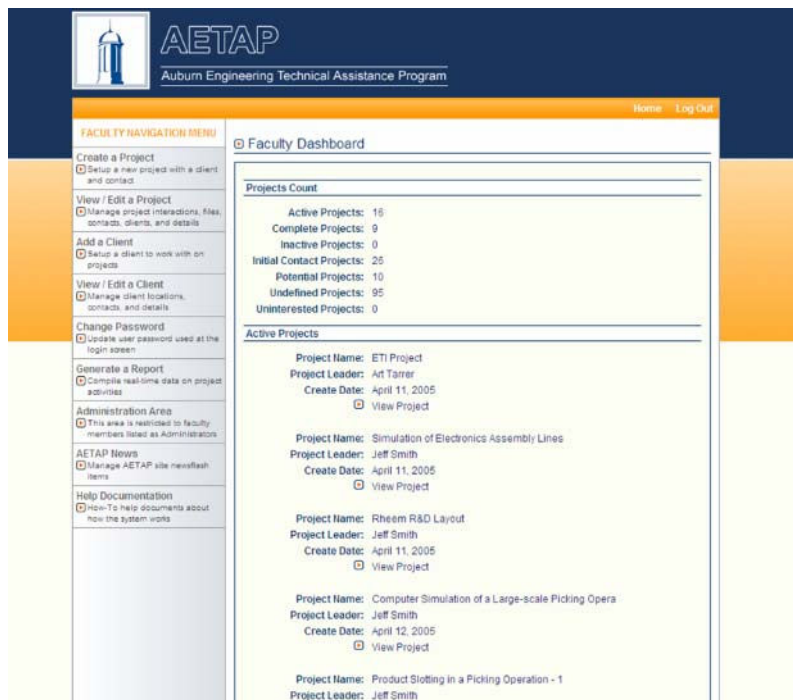 AETAP
Auburn Engineering Technical Assistance Program
Home Log Out
FACULTY NAVIGATION MENU
Create a Project
Setup a new project with a client
and contact
View / Edit a Project
Manage project interactions, files,
contacts, clients, and details
Add a Client
Setup a client to work with on
projects
View / Edit a Client
Manage client locations,
contacts, and details
Change Password
Update user password used at the
login screen
Generate a Report
Compile real-time data on project
activities
Administration Area
This area is restricted to faculty
members listed as Administrators
AETAP News
Manage AETAP site newsflash
items
Help Documentation
How-To help documents about
how the system works
Faculty Dashboard
Projects Count
Active Projects: 16
Complete Projects: 9
Inactive Projects: 0
Initial Contact Projects: 26
Potential Projects: 10
Undefined Projects: 95
Uninterested Projects: 0
Active Projects
Project Name: ETI Project
Project Leader: Art Tarrer
Create Date: April 11, 2005
View Project
Project Name: Simulation of Electronics Assembly Lines
Project Leader: Jeff Smith
Create Date: April 11, 2005
View Project
Project Name: Rheem R&D Layout
Project Leader: Jeff Smith
Create Date: April 11, 2005
View Project
Project Name: Computer Simulation of a Large-scale Picking Opera
Project Leader: Jeff Smith
Create Date: April 12, 2005
View Project
Project Name: Product Slotting in a Picking Operation - 1
Project Leader: Jeff Smith